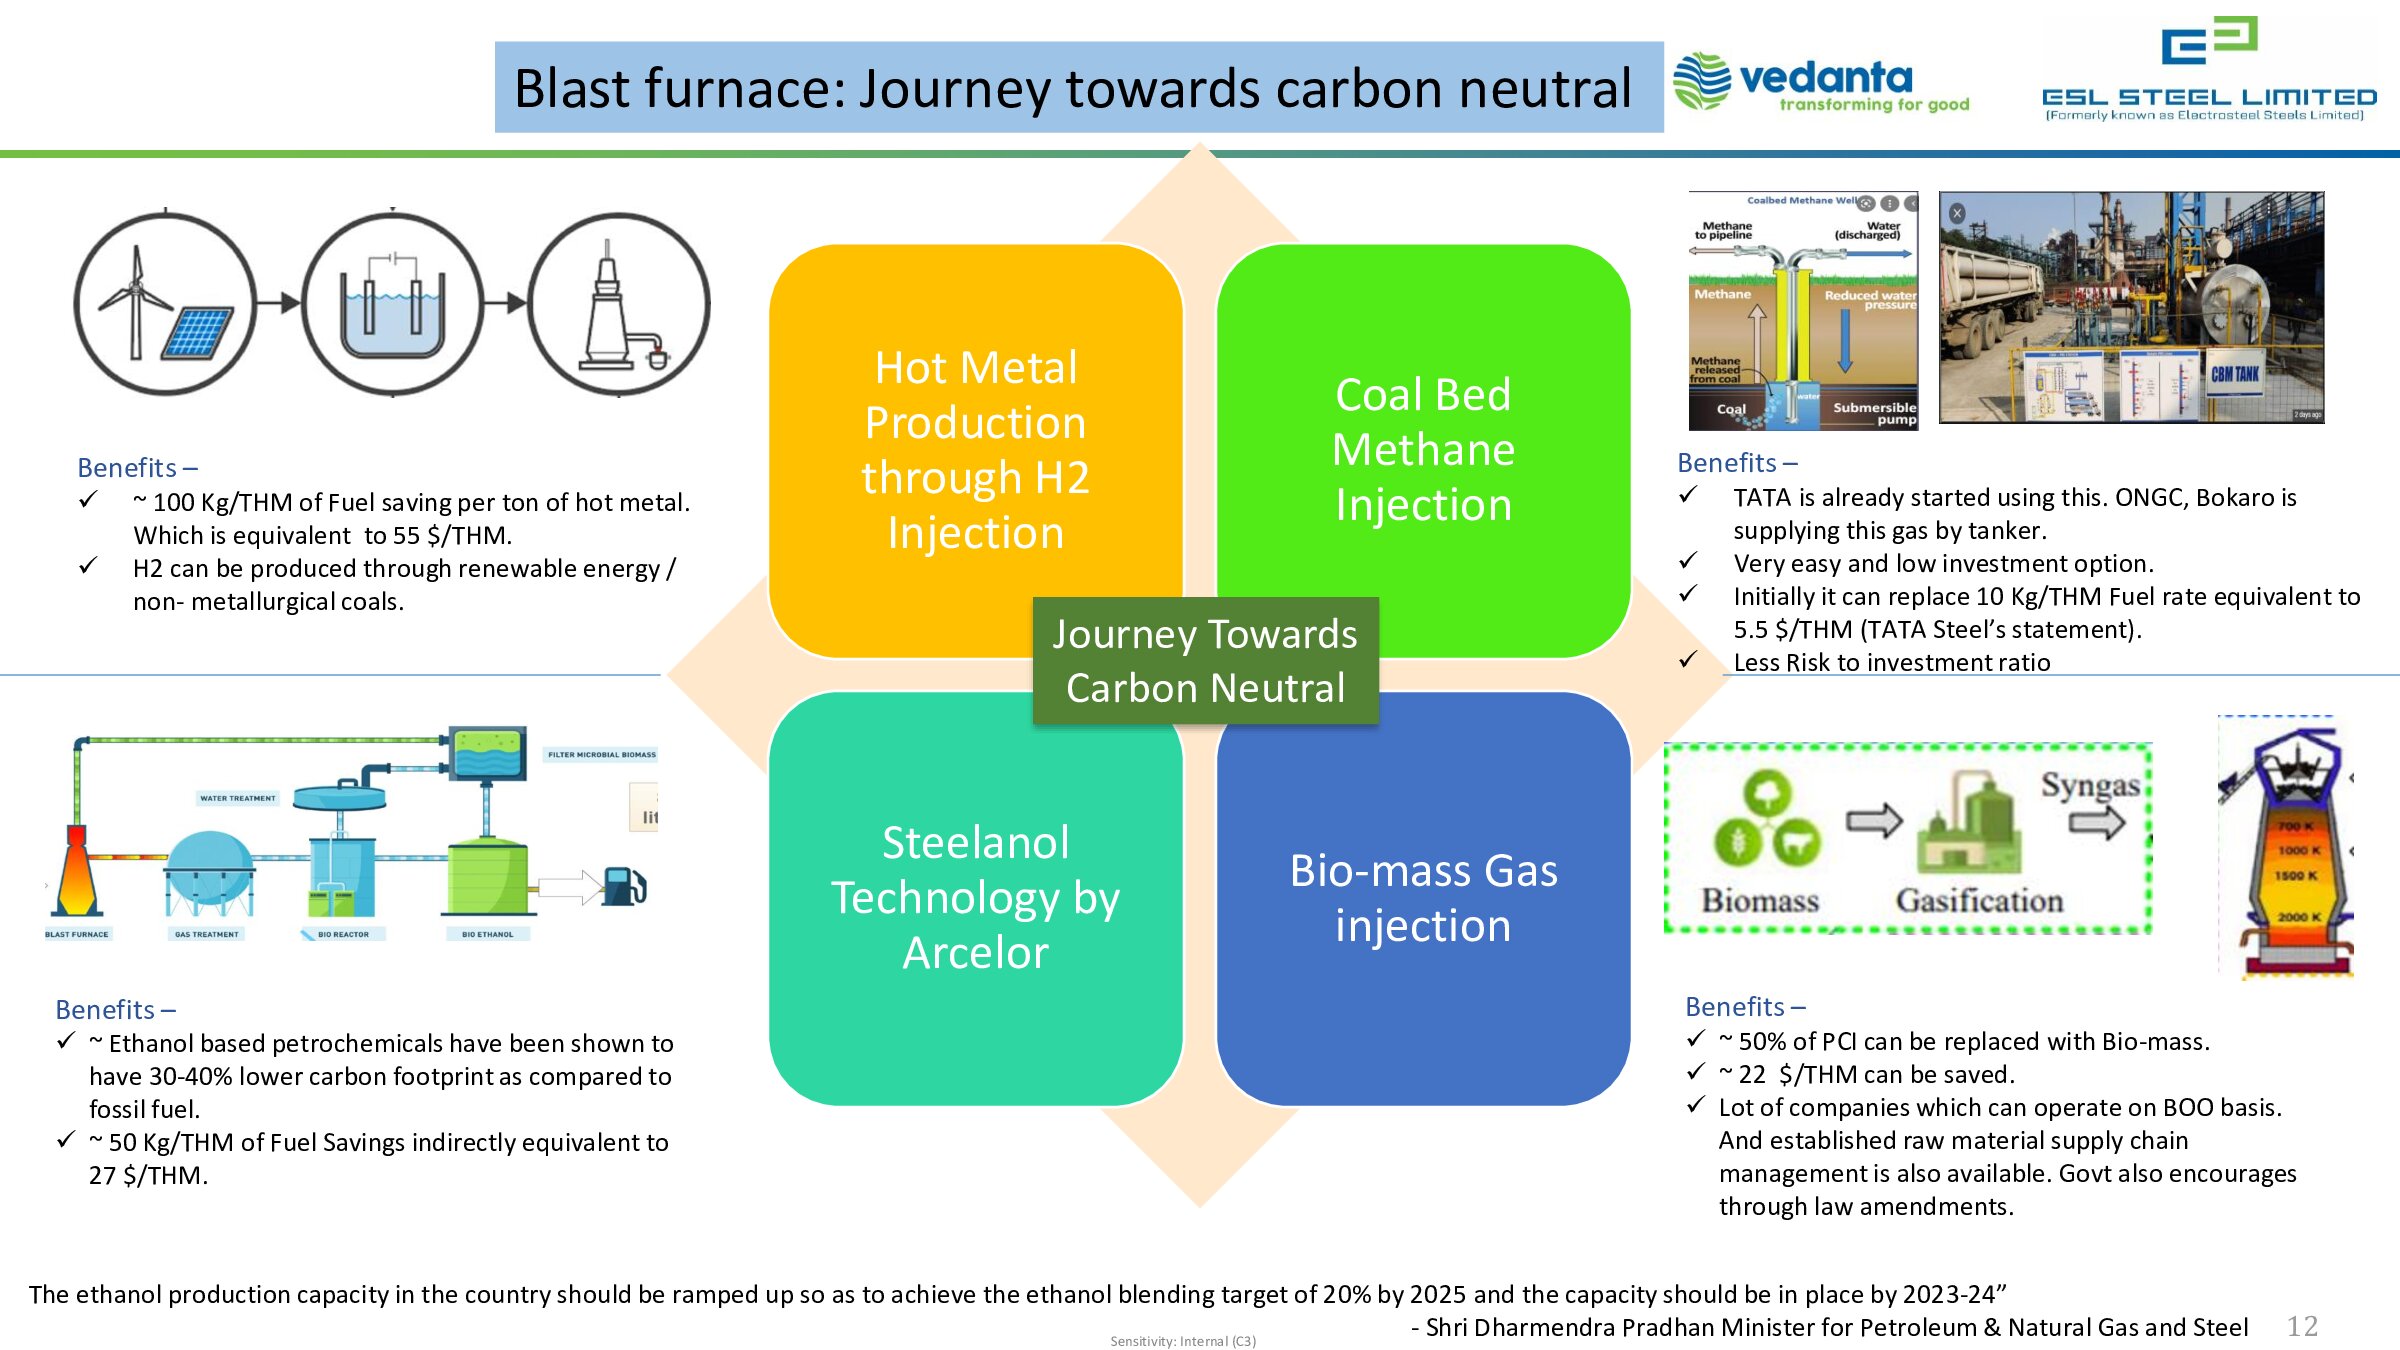 Blast furnace: Journey towards carbon neutral
vedanta
transforming for good
ESL STEEL LIMITED
(Formerly known as Electrosteel Steels Limited)
Hot Metal
Production
through H2
Injection
Coal Bed
Methane
Injection
Journey Towards
Carbon Neutral
Steelanol
Technology by
Arcelor
Bio-mass Gas
injection
Benefits –
✓ ~ 100 Kg/THM of Fuel saving per ton of hot metal.
Which is equivalent to 55 $/THM.
✓ H2 can be produced through renewable energy /
non- metallurgical coals.
Coalbed Methane Well
Methane
to pipeline
Water
(discharged)
Methane
Reduced water
pressure
Methane
released
from coal
Coal
water
Submersible
pump
CBM TANK
2 days ago
Benefits –
✓ TATA is already started using this. ONGC, Bokaro is
supplying this gas by tanker.
✓ Very easy and low investment option.
✓ Initially it can replace 10 Kg/THM Fuel rate equivalent to
5.5 $/THM (TATA Steel’s statement).
✓ Less Risk to investment ratio
FILTER MICROBIAL BIOMASS
WATER TREATMENT
lit
BLAST FURNACE
GAS TREATMENT
BIO REACTOR
BIO ETHANOL
Benefits –
✓ ~ Ethanol based petrochemicals have been shown to
have 30-40% lower carbon footprint as compared to
fossil fuel.
✓ ~ 50 Kg/THM of Fuel Savings indirectly equivalent to
27 $/THM.
Syngas
Biomass
Gasification
700 K
1000 K
1500 K
2000 K
Benefits –
✓ ~ 50% of PCI can be replaced with Bio-mass.
✓ ~ 22 $/THM can be saved.
✓ Lot of companies which can operate on BOO basis.
And established raw material supply chain
management is also available. Govt also encourages
through law amendments.
The ethanol production capacity in the country should be ramped up so as to achieve the ethanol blending target of 20% by 2025 and the capacity should be in place by 2023-24”
- Shri Dharmendra Pradhan Minister for Petroleum & Natural Gas and Steel
Sensitivity: Internal (C3)
12